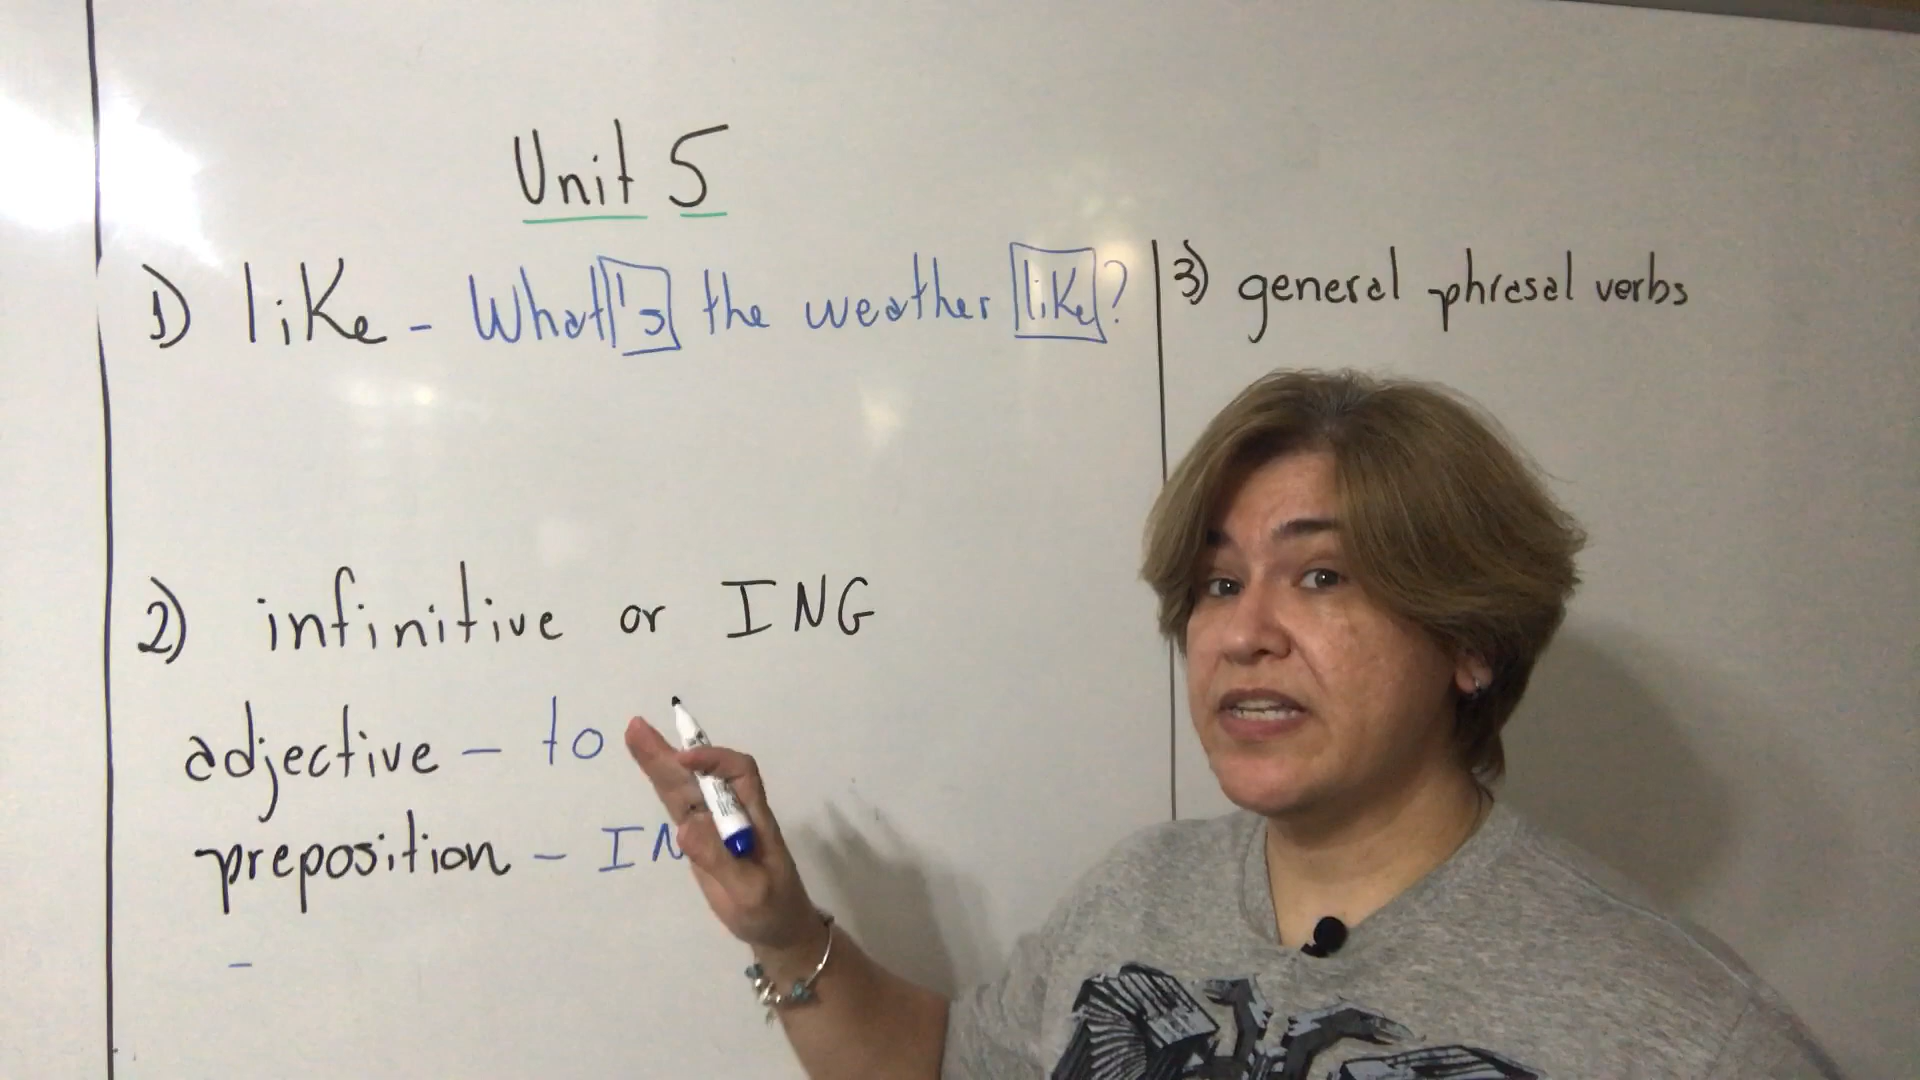 Unit 5
1) like - What's the weather like?
2) infinitive or ING
adjective - to
preposition - IN
-
3) general phrasal verbs